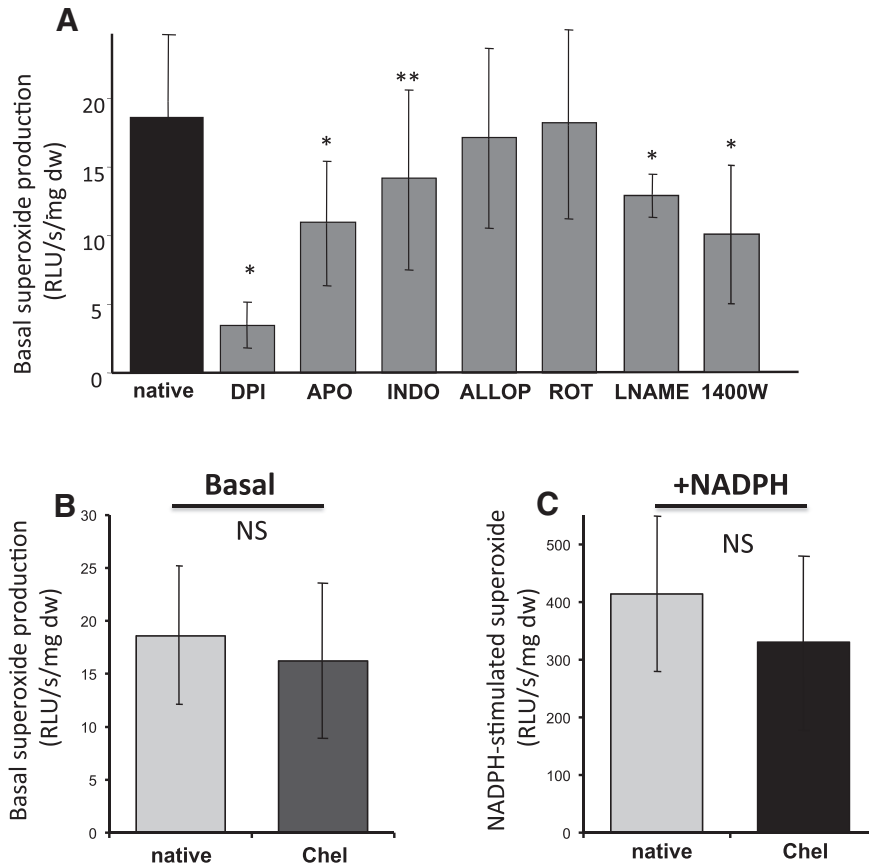 A
Basal superoxide production
(RLU/s/mg dw)
20
15
10
5
0
*
*
**
*
*
native DPI APO INDO ALLOP ROT LNAME 1400W
B
Basal
NS
Basal superoxide production
(RLU/s/mg dw)
30
25
20
15
10
5
0
native Chel
C
+NADPH
NS
NADPH-stimulated superoxide
(RLU/s/mg dw)
500
400
300
200
100
0
native Chel